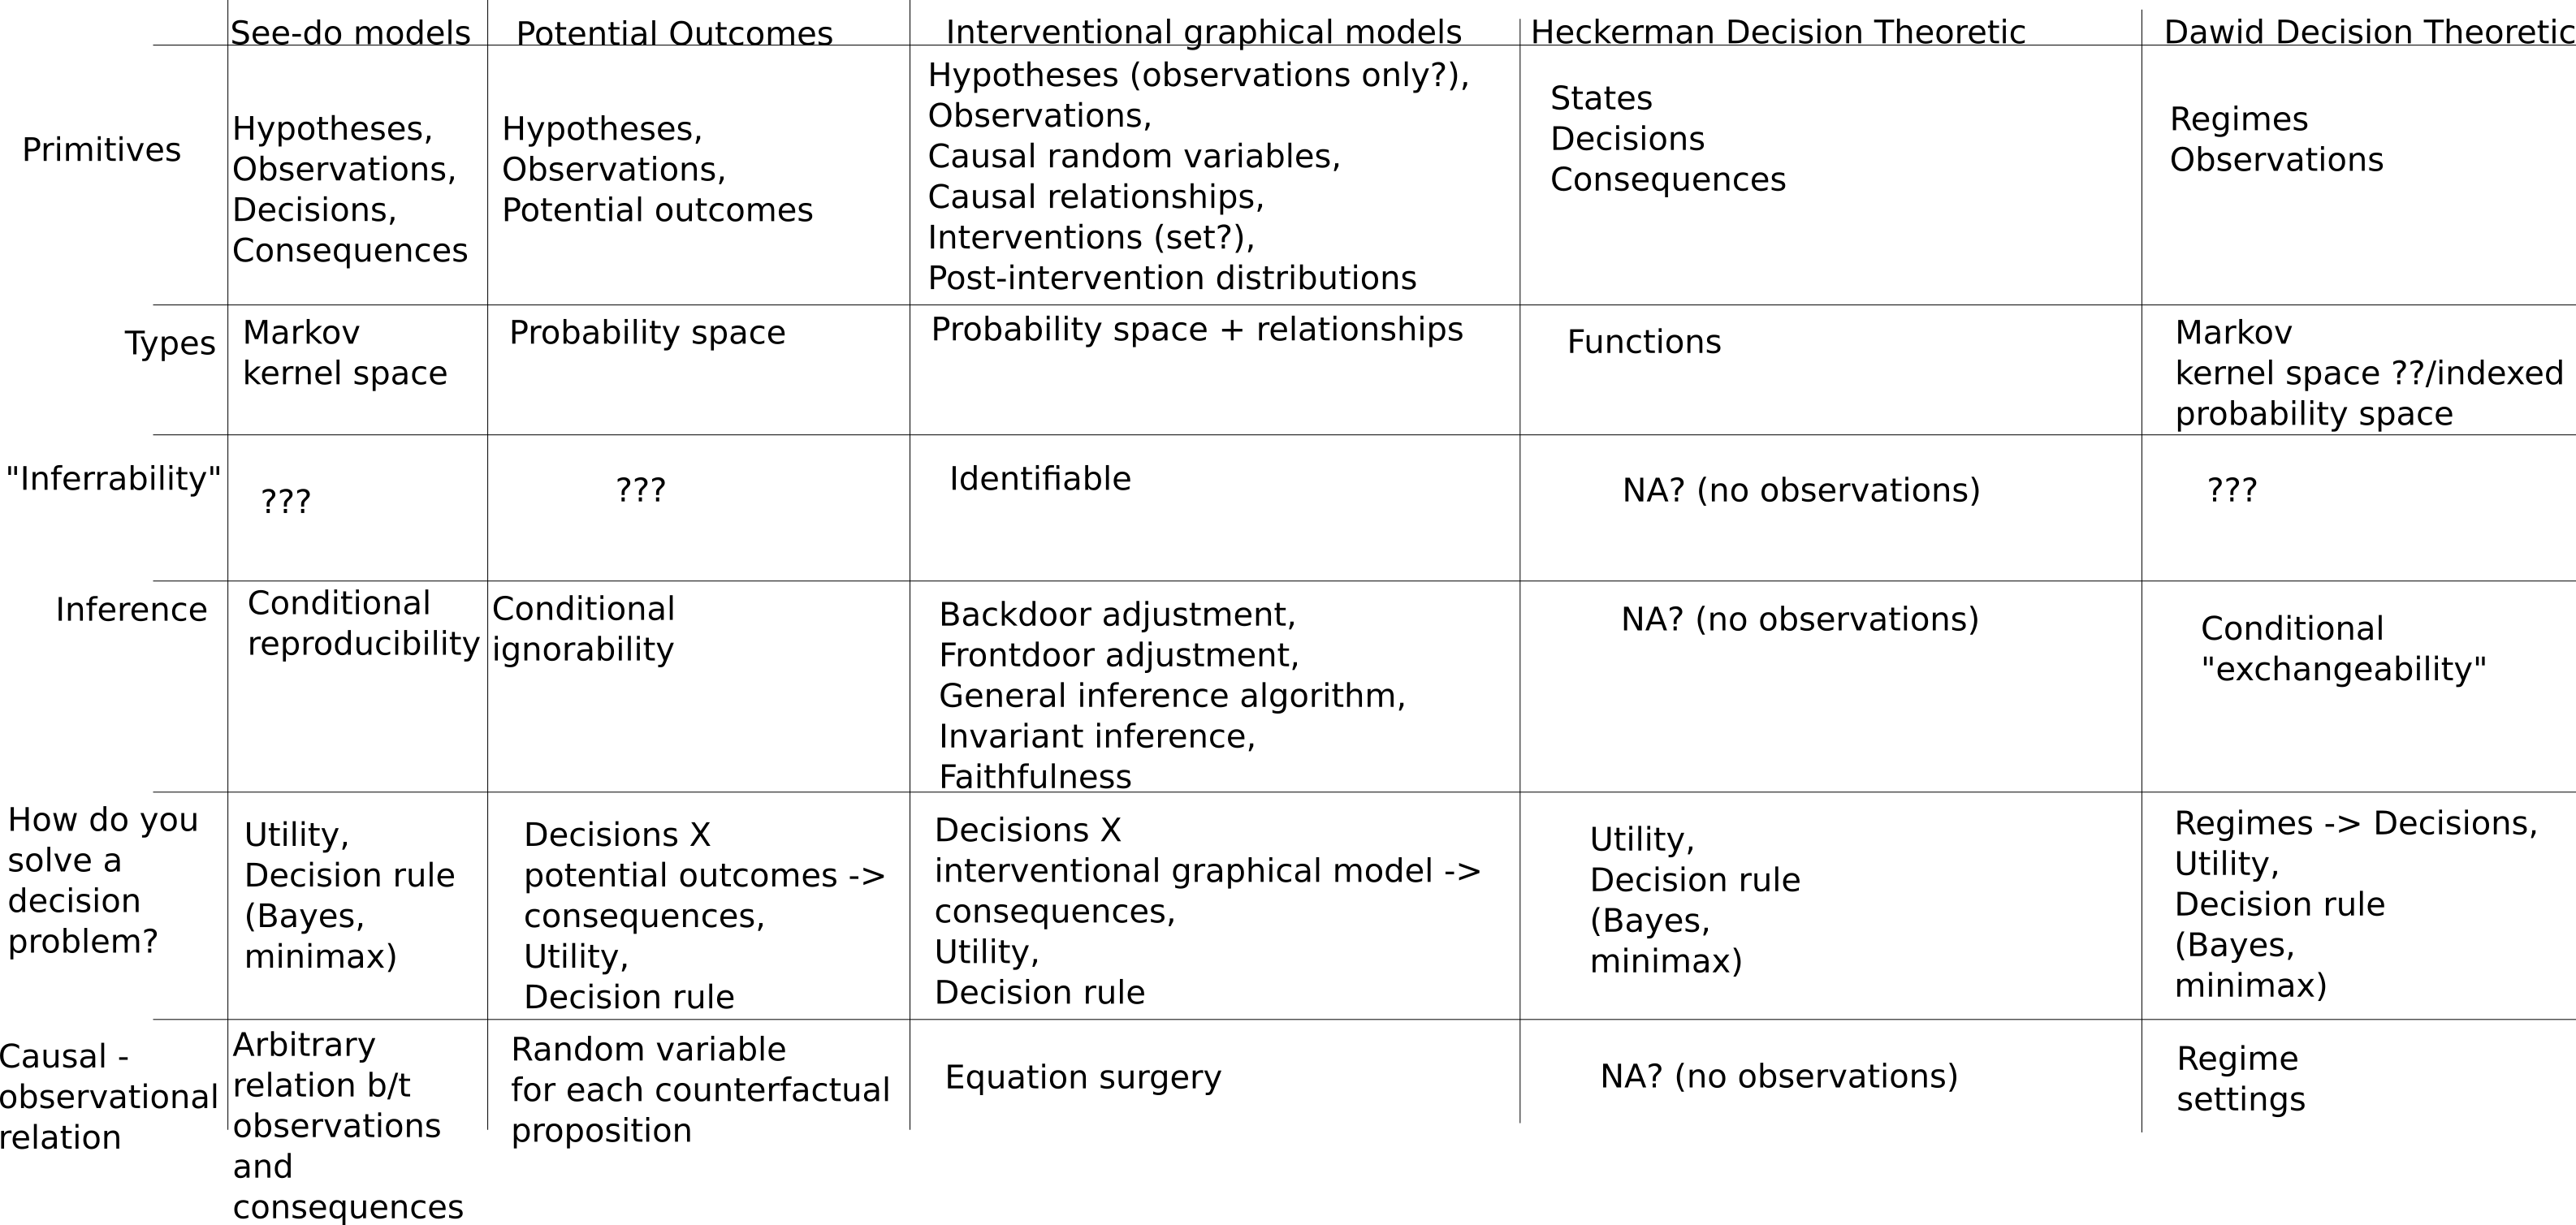 See-do models
Potential Outcomes
Interventional graphical models
Heckerman Decision Theoretic
Dawid Decision Theoretic
Primitives
Hypotheses,
Observations,
Decisions,
Consequences
Hypotheses,
Observations,
Potential outcomes
Hypotheses (observations only?),
Observations,
Causal random variables,
Causal relationships,
Interventions (set?),
Post-intervention distributions
States
Decisions
Consequences
Regimes
Observations
Types
Markov
kernel space
Probability space
Probability space + relationships
Functions
Markov
kernel space ??/indexed
probability space
"Inferrability"
???
???
Identifiable
NA? (no observations)
???
Inference
Conditional
reproducibility
Conditional
ignorability
Backdoor adjustment,
Frontdoor adjustment,
General inference algorithm,
Invariant inference,
Faithfulness
NA? (no observations)
Conditional
"exchangeability"
How do you
solve a
decision
problem?
Utility,
Decision rule
(Bayes,
minimax)
Decisions X
potential outcomes ->
consequences,
Utility,
Decision rule
Decisions X
interventional graphical model ->
consequences,
Utility,
Decision rule
Utility,
Decision rule
(Bayes,
minimax)
Regimes -> Decisions,
Utility,
Decision rule
(Bayes,
minimax)
Causal -
observational
relation
Arbitrary
relation b/t
observations
and
consequences
Random variable
for each counterfactual
proposition
Equation surgery
NA? (no observations)
Regime
settings